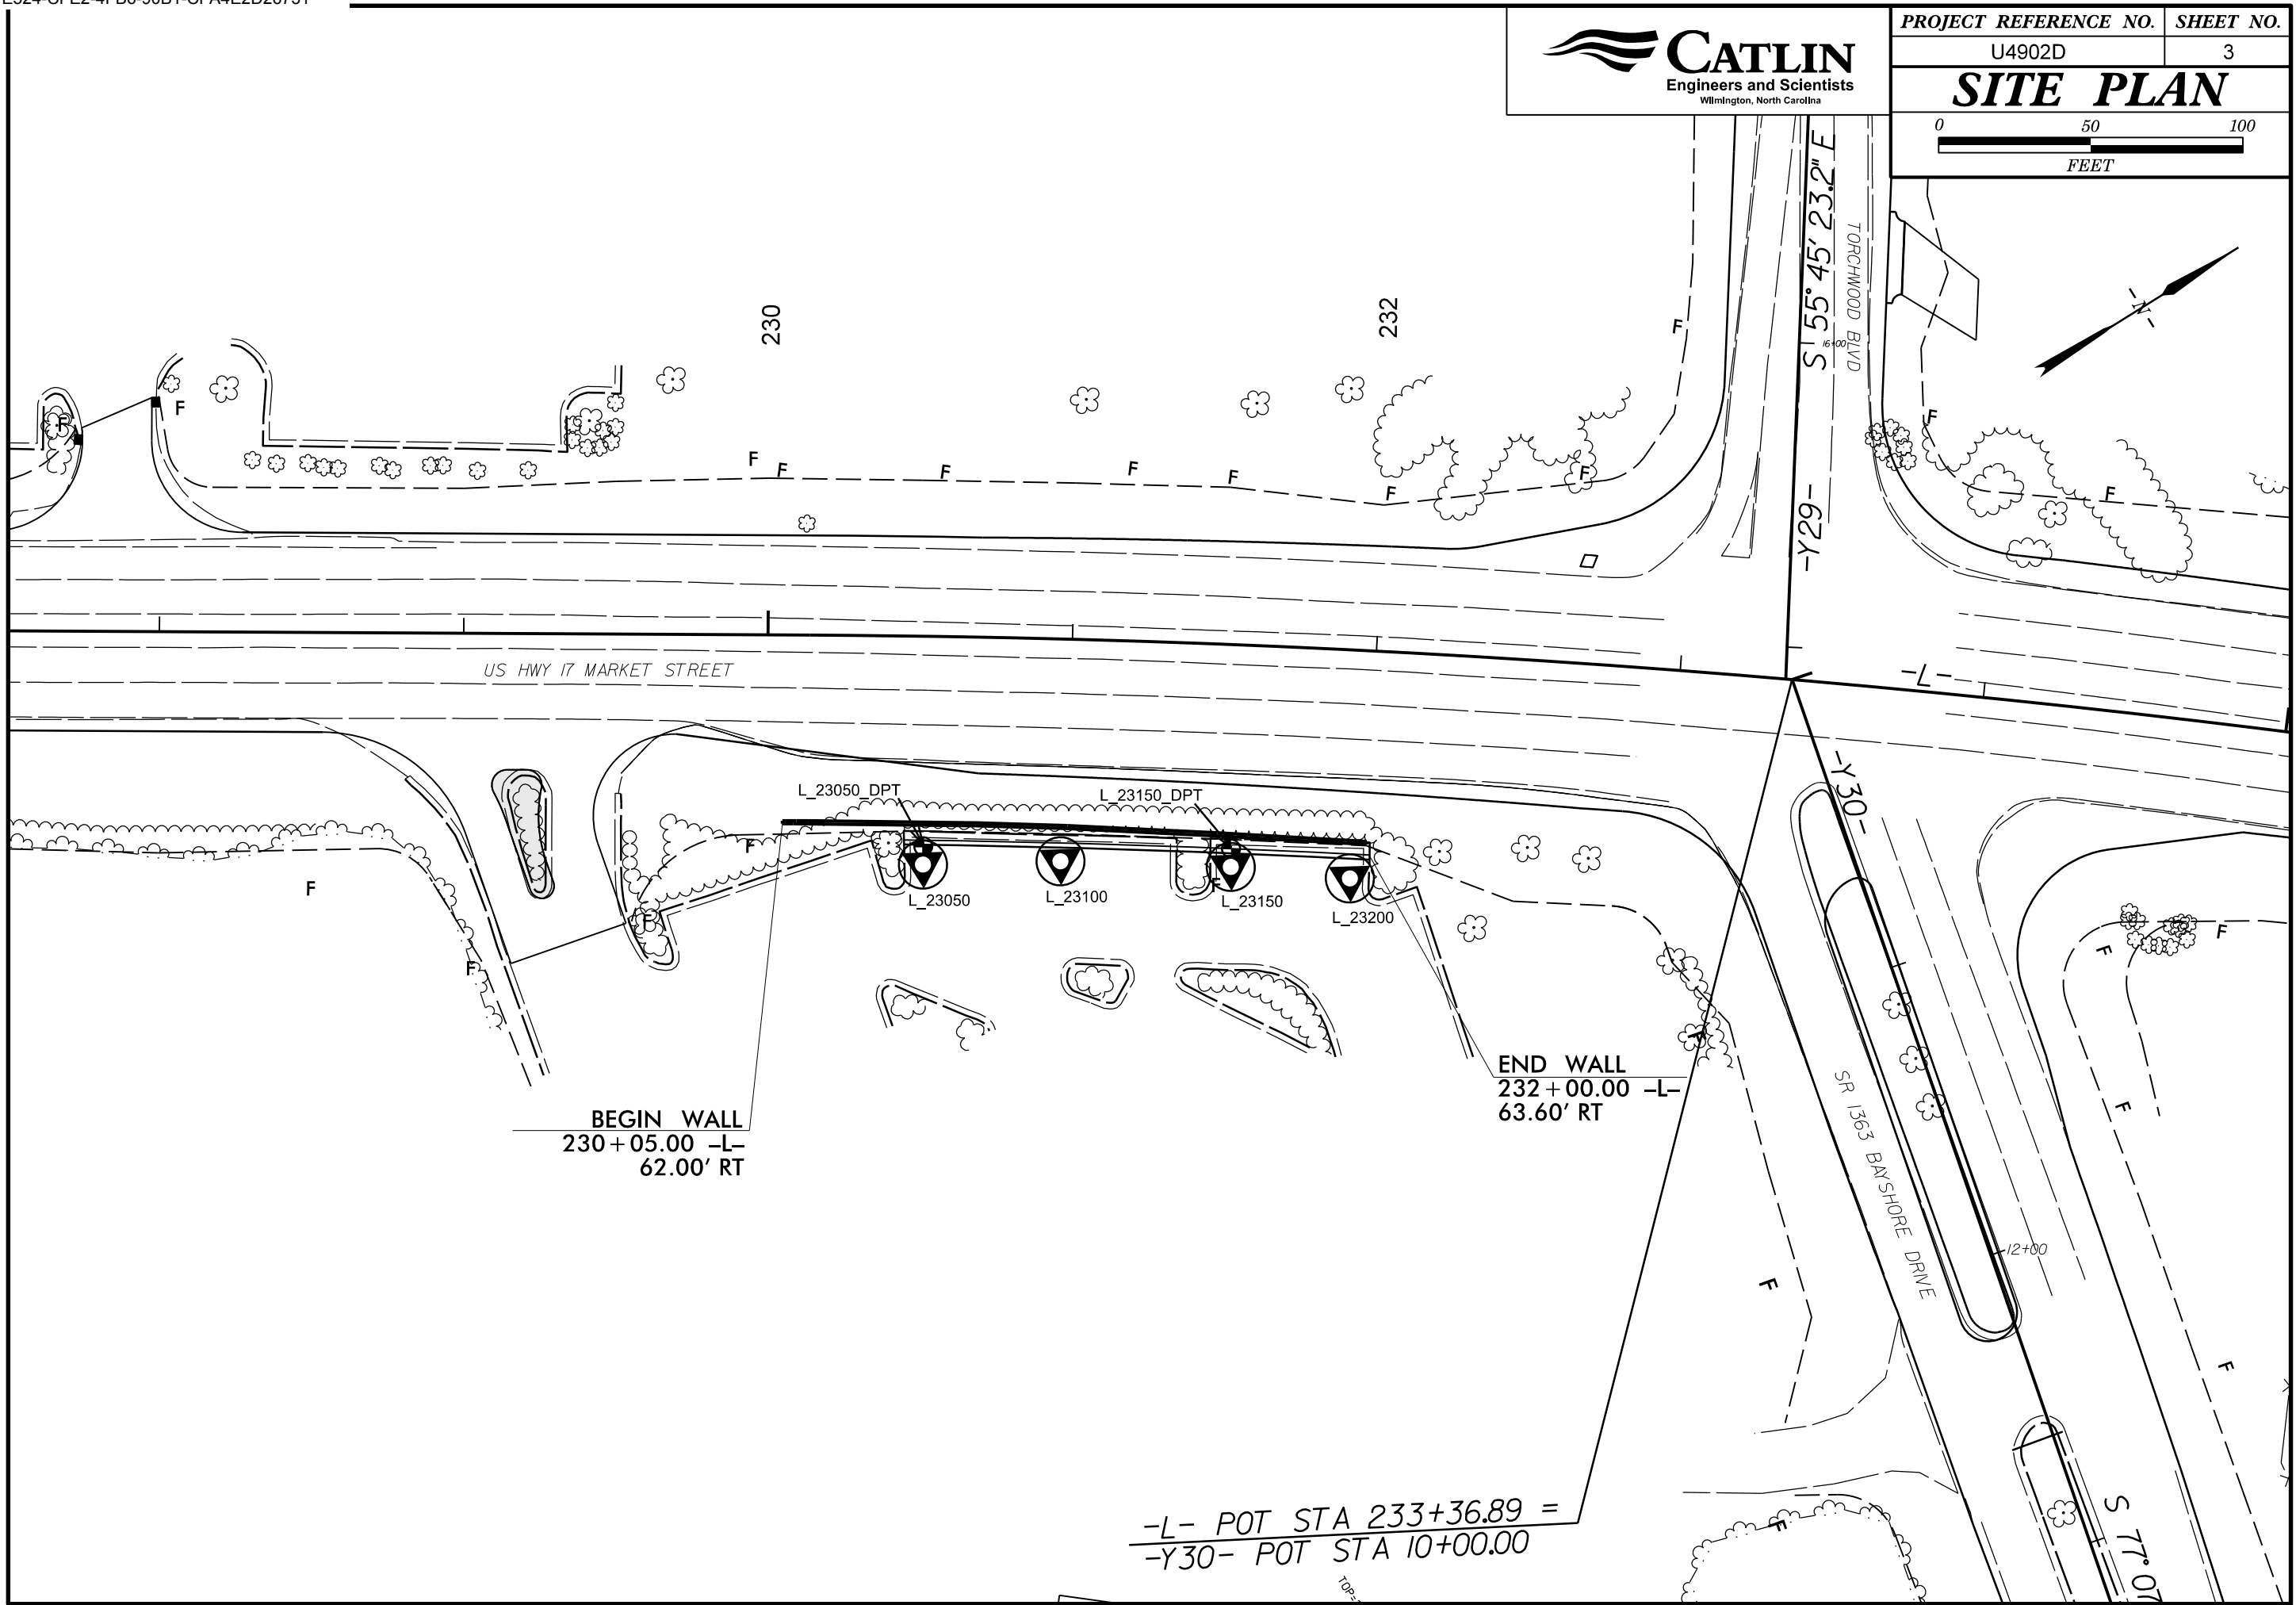 PROJECT REFERENCE NO. SHEET NO.
U4902D 3
SITE PLAN
0 50 100
FEET
CATLIN
Engineers and Scientists
Wilmington, North Carolina
S 55° 45' 23.2" E
TORCHWOOD BLVD
16+00
-N-
230
232
F
F
F
F
F
F
F
F
F
F
F
F
F
-Y29-
US HWY 17 MARKET STREET
-L-
-Y30-
L_23050_DPT
L_23150_DPT
L_23050
L_23100
L_23150
L_23200
F
F
F
F
F
F
F
F
F
F
F
F
F
BEGIN WALL
230+05.00 -L-
62.00' RT
END WALL
232+00.00 -L-
63.60' RT
SR 1363 BAYSHORE DRIVE
12+00
-L- POT STA 233+36.89 =
-Y30- POT STA 10+00.00
S 77° 07
TOP=